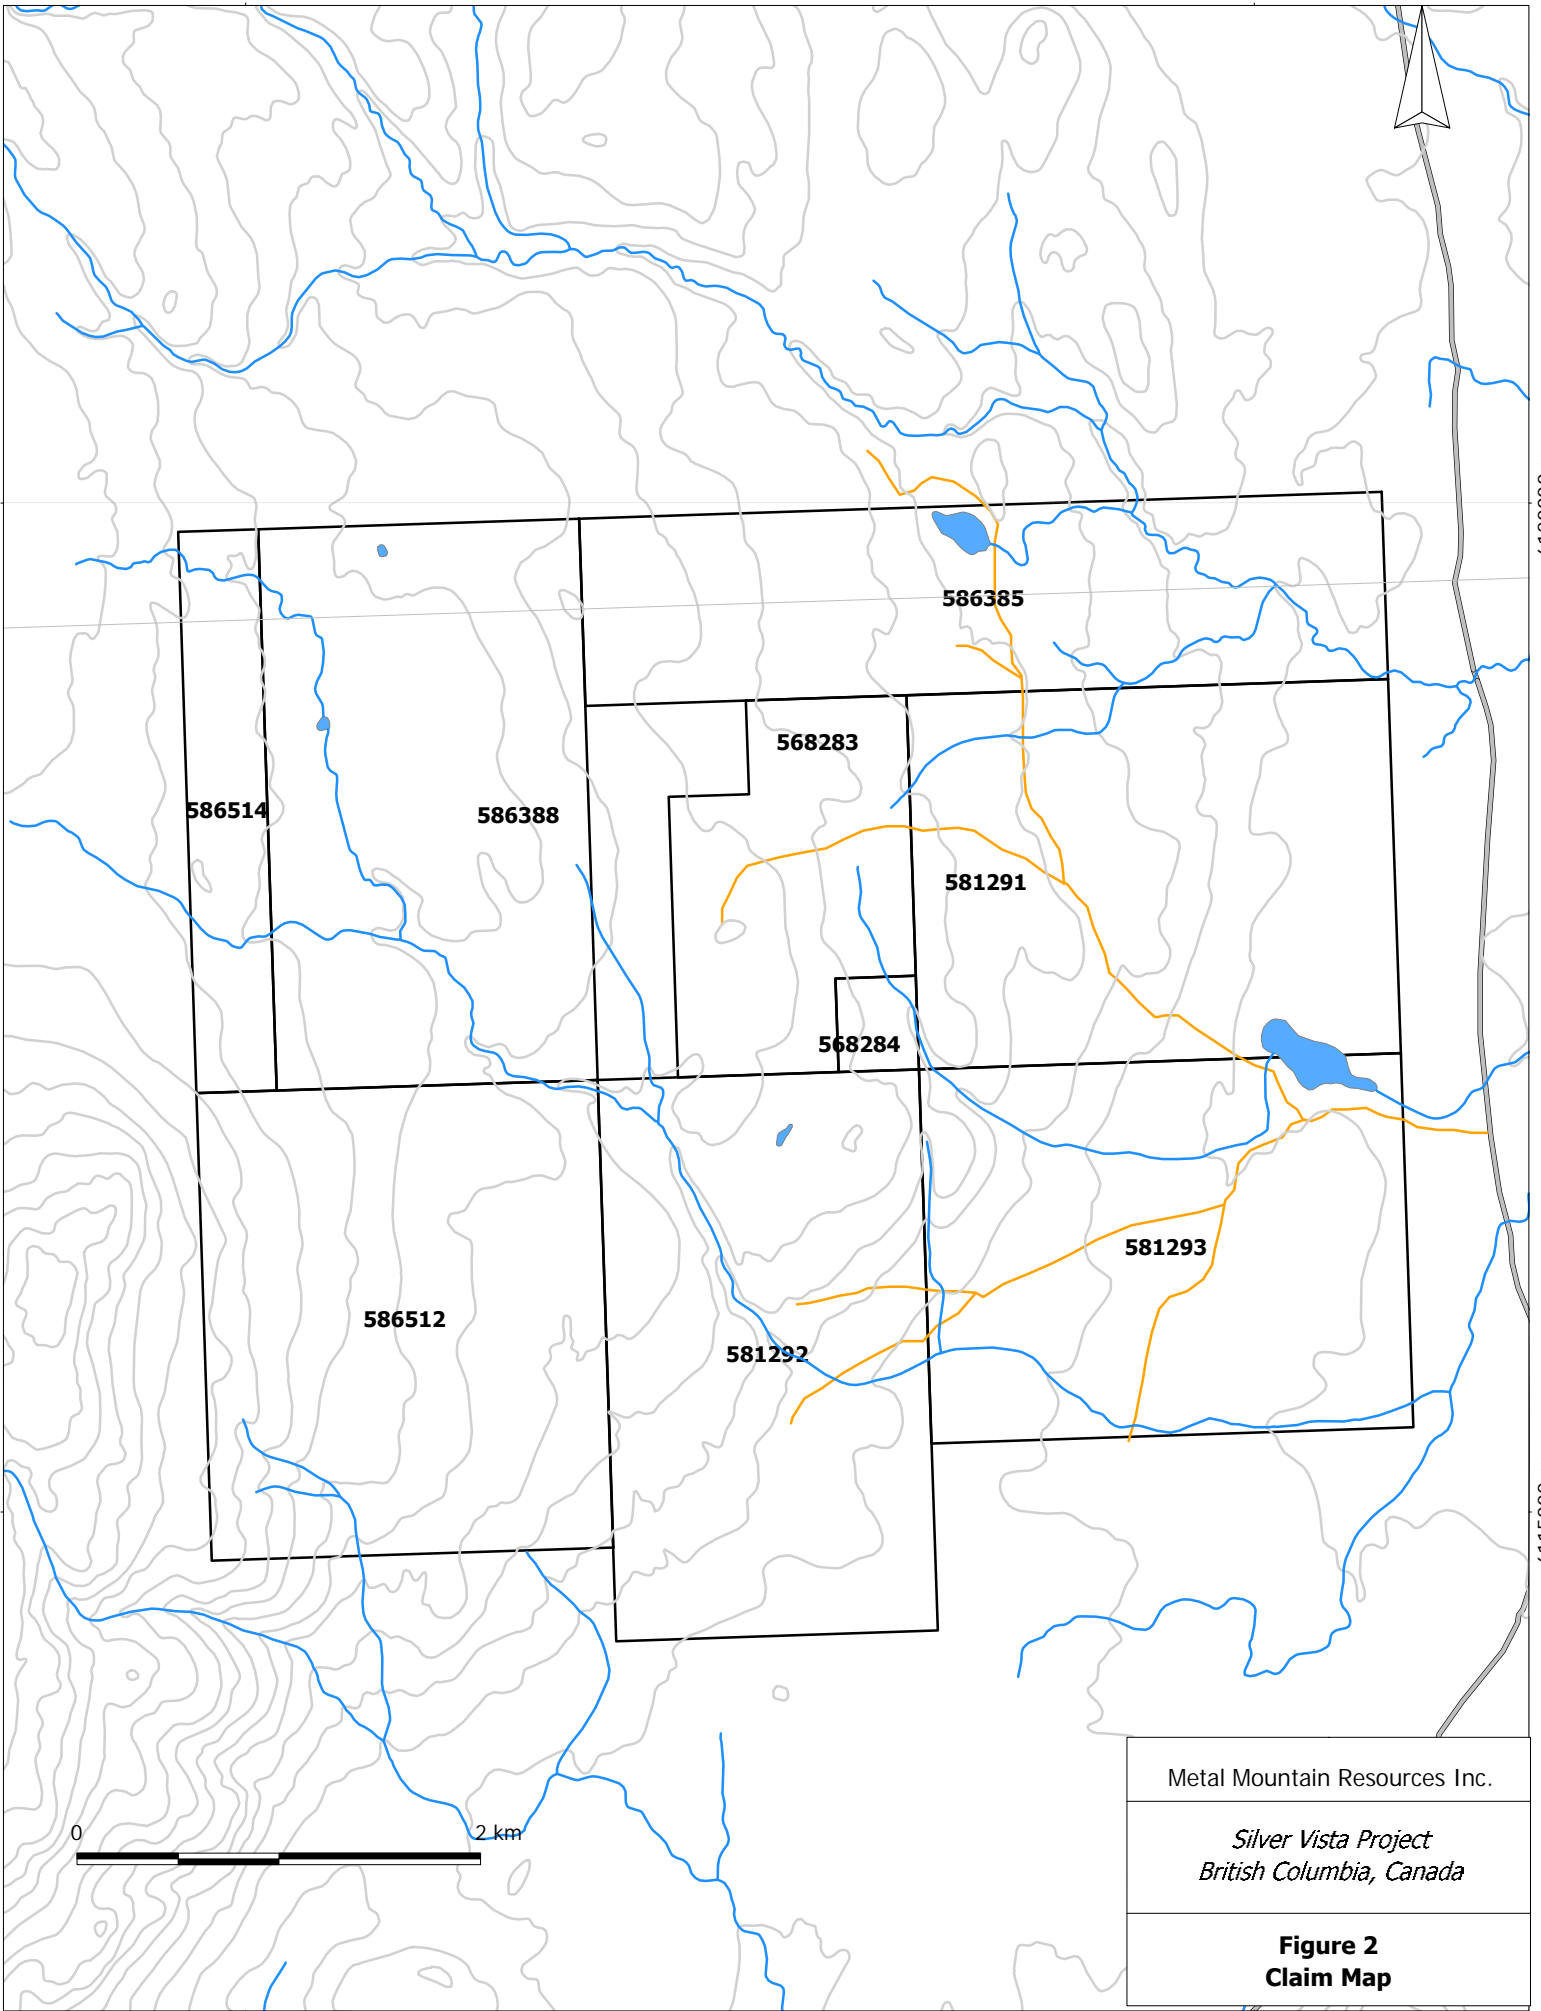 586385
568283
586514
586388
581291
568284
581293
586512
581292
0
2 km
Metal Mountain Resources Inc.
Silver Vista Project
British Columbia, Canada
Figure 2
Claim Map